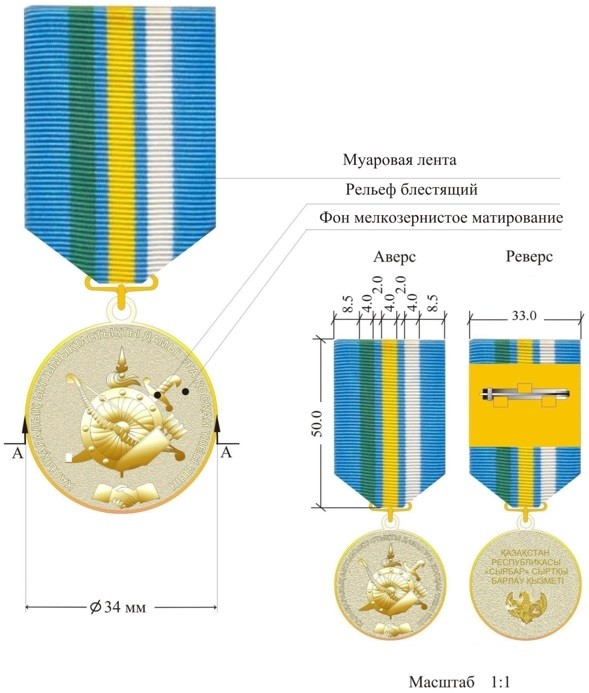 Муаровая лента
Рельеф блестящий
Фон мелкозернистое матирование
Аверс
Реверс
8.5
4.0
2.0
4.0
2.0
4.0
8.5
33.0
50.0
А
А
Ø 34 мм
ҚАЗАҚСТАН
РЕСПУБЛИКАСЫ
«СЫРБАР» СЫРТҚЫ
БАРЛАУ ҚЫЗМЕТІ
Масштаб 1:1